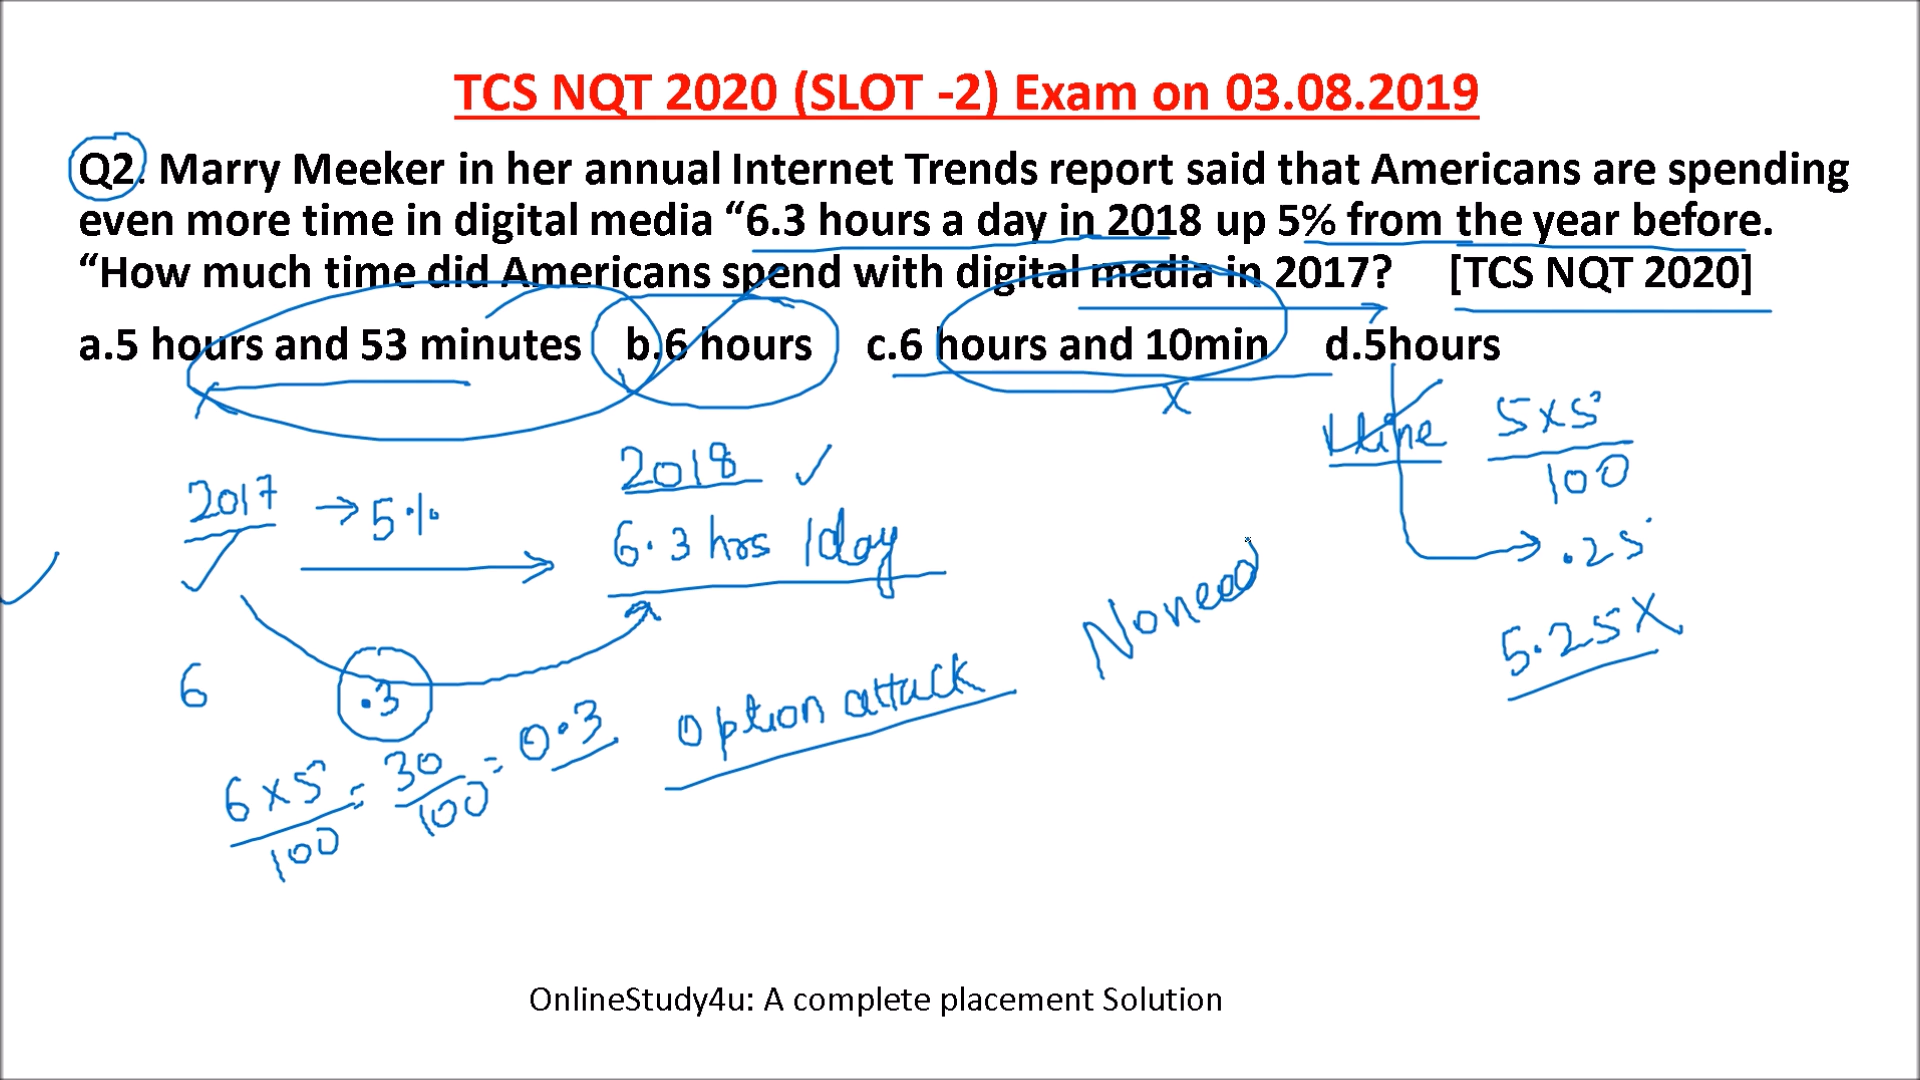 TCS NQT 2020 (SLOT -2) Exam on 03.08.2019
Q2. Marry Meeker in her annual Internet Trends report said that Americans are spending
even more time in digital media “6.3 hours a day in 2018 up 5% from the year before.
“How much time did Americans spend with digital media in 2017? [TCS NQT 2020]
a.5 hours and 53 minutes b.6 hours c.6 hours and 10min d.5hours
x
5 x 5
100
2017 → 5%
2018 ✓
6.3 hrs /day
.25
5.25 x
No need
6
.3
option attack
6 x 5 = 30 = 0.3
100 100
OnlineStudy4u: A complete placement Solution